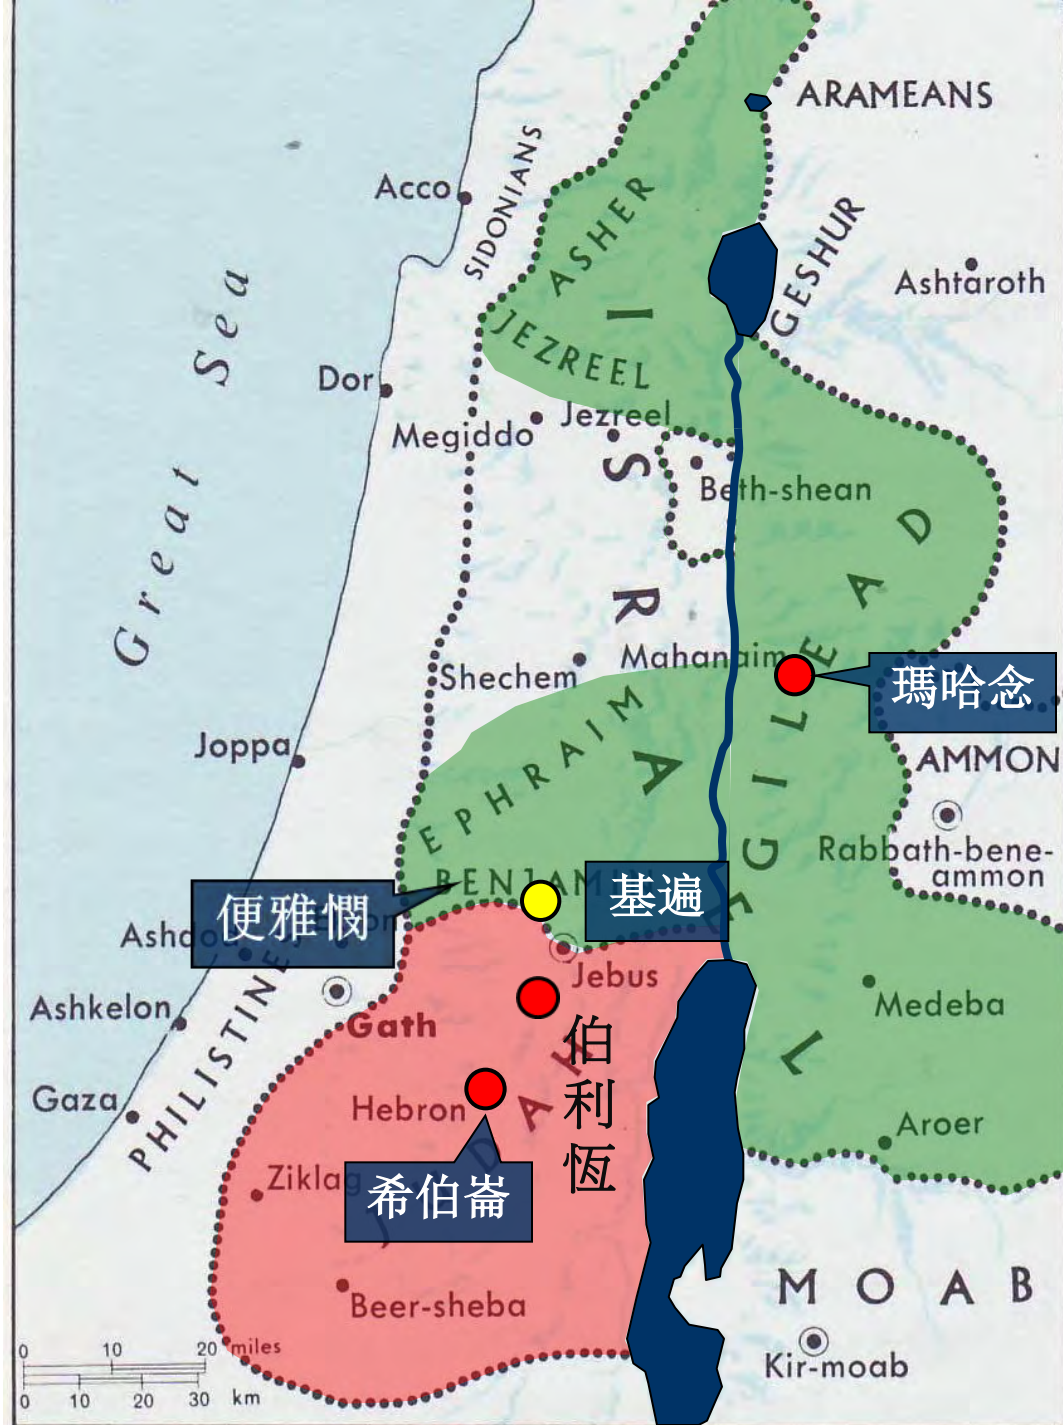 ARAMEANS
SIDONIANS
Acco
ASHER
GESHUR
Ashtaroth
Great Sea
JEZREEL
Dor
Jezreel
Megiddo
Beth-shean
ISRAEL
GILEAD
Mahanaim
瑪哈念
Shechem
EPHRAIM
Joppa
AMMON
Rabbath-bene-
ammon
BENJAMIN
便雅憫
基遍
Ashdod
Jebus
Medeba
Ashkelon
Gath
伯利恆
PHILISTINES
Gaza
Hebron
JUDAH
Aroer
Ziklag
希伯崙
MOAB
Beer-sheba
Kir-moab
0 10 20 miles
0 10 20 30 km